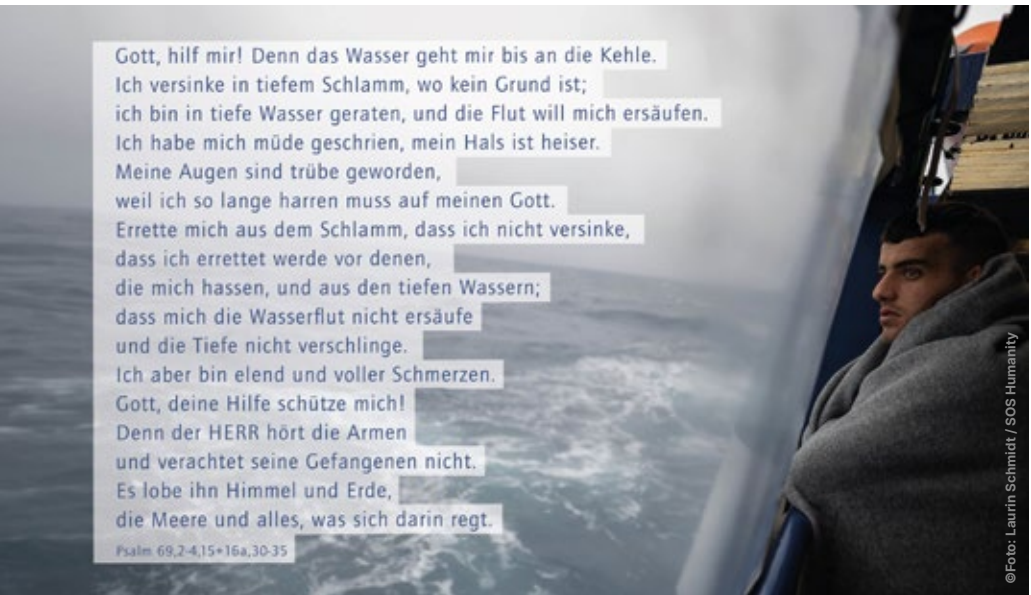 Gott, hilf mir! Denn das Wasser geht mir bis an die Kehle.
Ich versinke in tiefem Schlamm, wo kein Grund ist;
ich bin in tiefe Wasser geraten, und die Flut will mich ersäufen.
Ich habe mich müde geschrien, mein Hals ist heiser.
Meine Augen sind trübe geworden,
weil ich so lange harren muss auf meinen Gott.
Errette mich aus dem Schlamm, dass ich nicht versinke,
dass ich errettet werde vor denen,
die mich hassen, und aus den tiefen Wassern;
dass mich die Wasserflut nicht ersäufe
und die Tiefe nicht verschlinge.
Ich aber bin elend und voller Schmerzen.
Gott, deine Hilfe schütze mich!
Denn der HERR hört die Armen
und verachtet seine Gefangenen nicht.
Es lobe ihn Himmel und Erde,
die Meere und alles, was sich darin regt.
Psalm 69,2-4,15+16a,30-35
©Foto: Laurin Schmidt / SOS Humanity